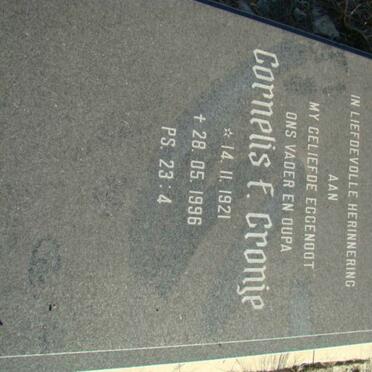 IN LIEFDEVOLLE HERINNERING
AAN
MY GELIEFDE EGGENOOT
ONS VADER EN OUPA
Cornelis F. Cronje
☆ 14. 11. 1921
✝ 28. 05. 1996
PS. 23:4